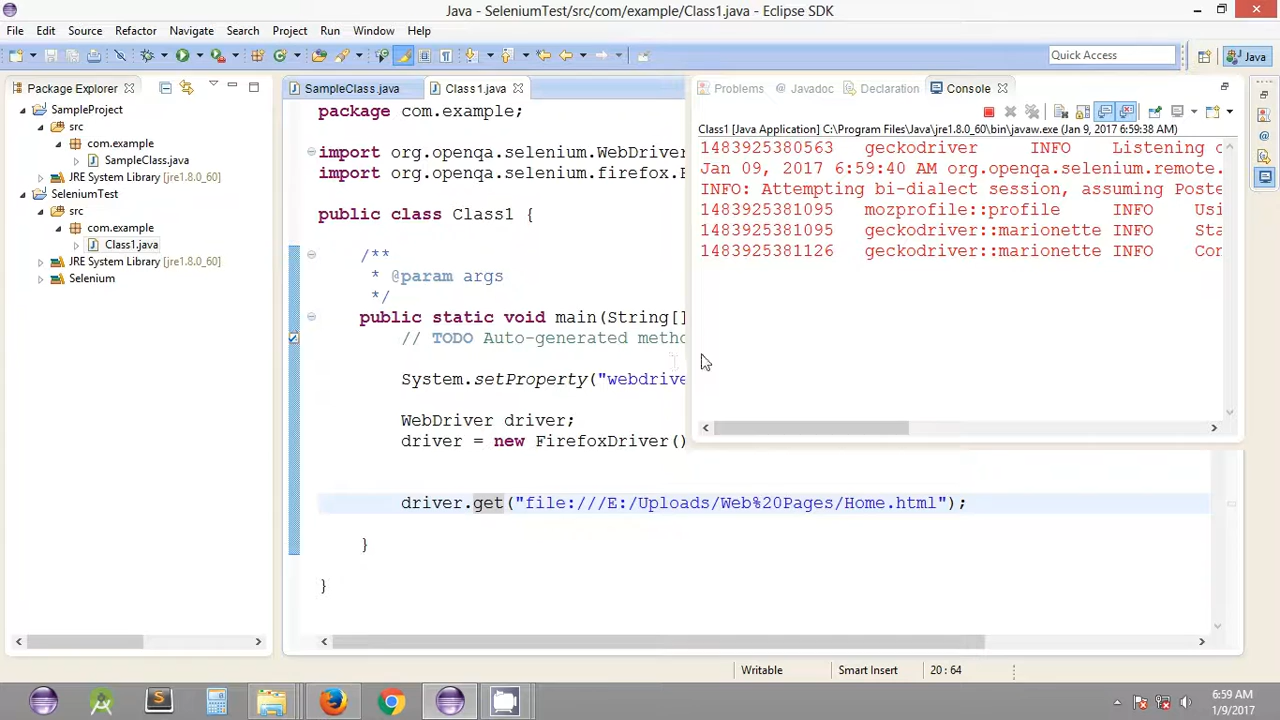 Java - SeleniumTest/src/com/example/Class1.java - Eclipse SDK
File Edit Source Refactor Navigate Search Project Run Window Help
Quick Access
Java
Package Explorer
SampleProject
src
com.example
SampleClass.java
JRE System Library [jre1.8.0_60]
SeleniumTest
src
com.example
Class1.java
JRE System Library [jre1.8.0_60]
Selenium
SampleClass.java Class1.java
package com.example;
import org.openqa.selenium.WebDriver
import org.openqa.selenium.firefox.
public class Class1 {
/**
* @param args
*/
public static void main(String[]
// TODO Auto-generated metho
System.setProperty("webdrive
WebDriver driver;
driver = new FirefoxDriver()
driver.get("file:///E:/Uploads/Web%20Pages/Home.html");
}
}
Problems @ Javadoc Declaration Console
Class1 [Java Application] C:\Program Files\Java\jre1.8.0_60\bin\javaw.exe (Jan 9, 2017 6:59:38 AM)
1483925380563 geckodriver INFO Listening
Jan 09, 2017 6:59:40 AM org.openqa.selenium.remote.
INFO: Attempting bi-dialect session, assuming Poste
1483925381095 mozprofile::profile INFO Usi
1483925381095 geckodriver::marionette INFO Sta
1483925381126 geckodriver::marionette INFO Con
Writable Smart Insert 20 : 64
6:59 AM
1/9/2017